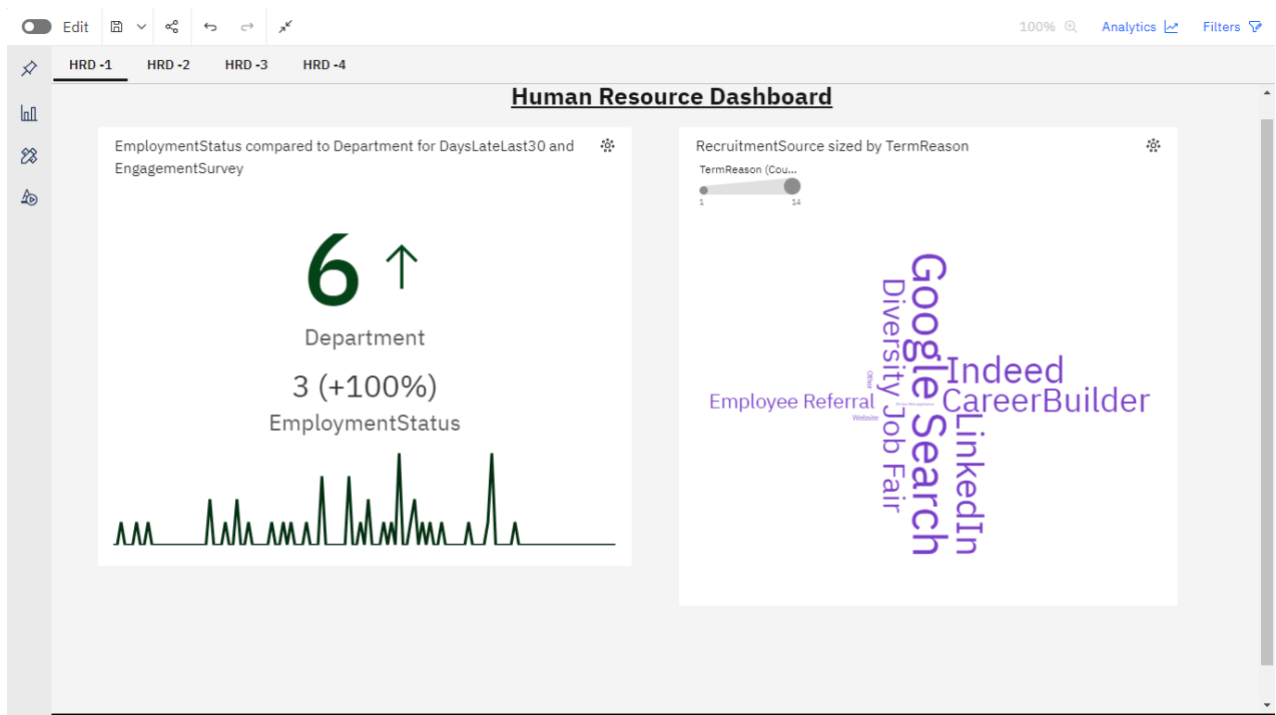 Edit
100%
Analytics
Filters
HRD -1
HRD -2
HRD -3
HRD -4
Human Resource Dashboard
EmploymentStatus compared to Department for DaysLateLast30 and
EngagementSurvey
6
Department
3 (+100%)
EmploymentStatus
RecruitmentSource sized by TermReason
TermReason (Cou...
1
14
Google Search
Diversity Job Fair
Indeed
CareerBuilder
LinkedIn
Employee Referral
Other
Website